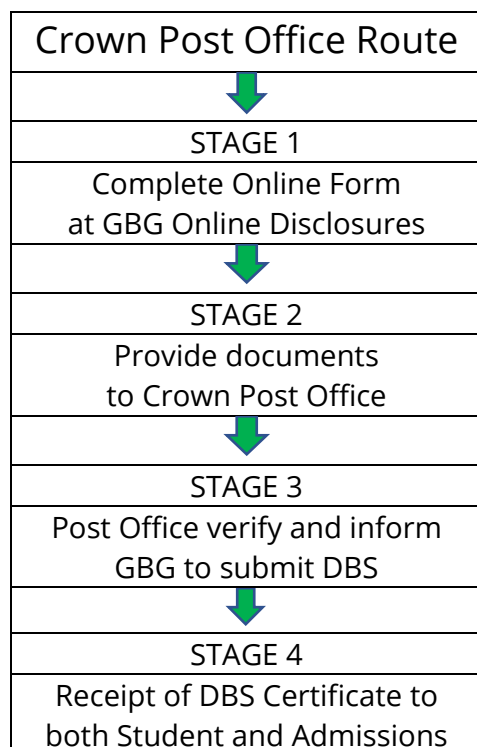 Crown Post Office Route
STAGE 1
Complete Online Form
at GBG Online Disclosures
STAGE 2
Provide documents
to Crown Post Office
STAGE 3
Post Office verify and inform
GBG to submit DBS
STAGE 4
Receipt of DBS Certificate to
both Student and Admissions